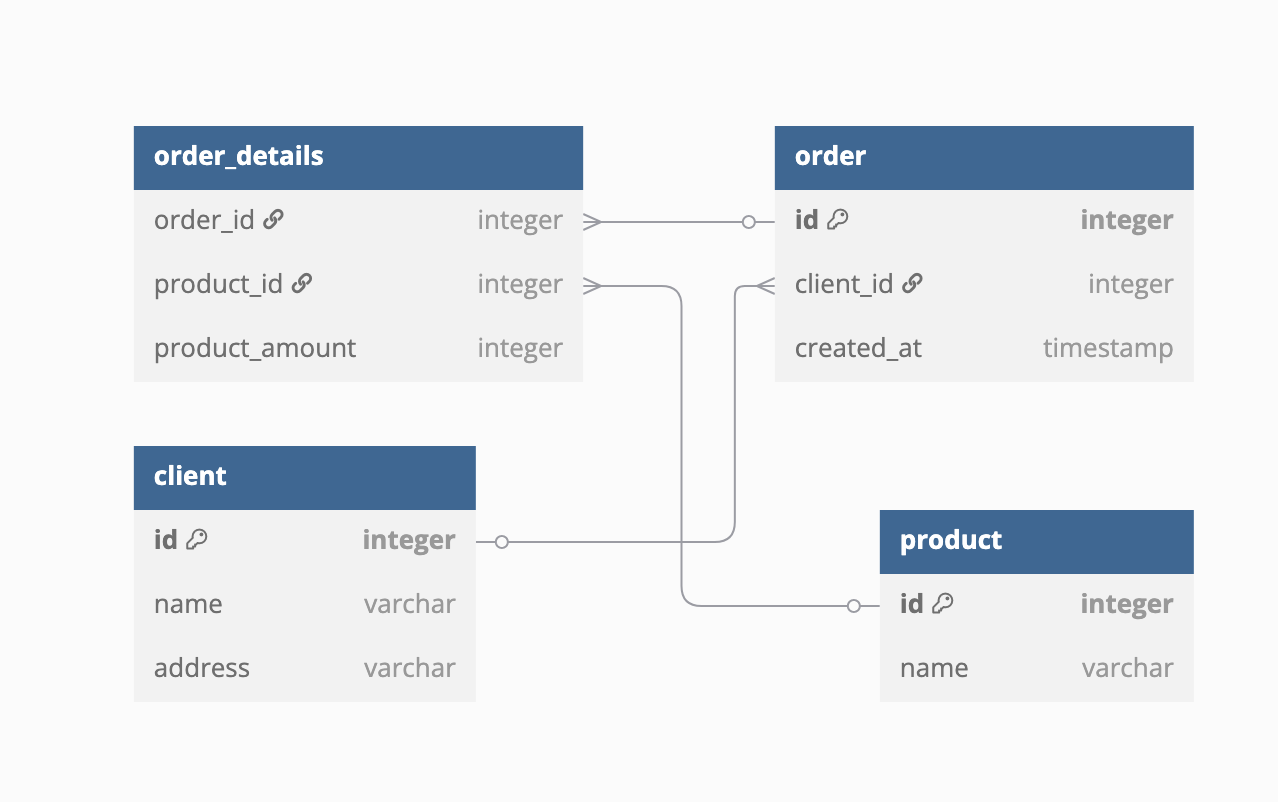 order_details
order_id integer
product_id integer
product_amount integer
order
id integer
client_id integer
created_at timestamp
client
id integer
name varchar
address varchar
product
id integer
name varchar